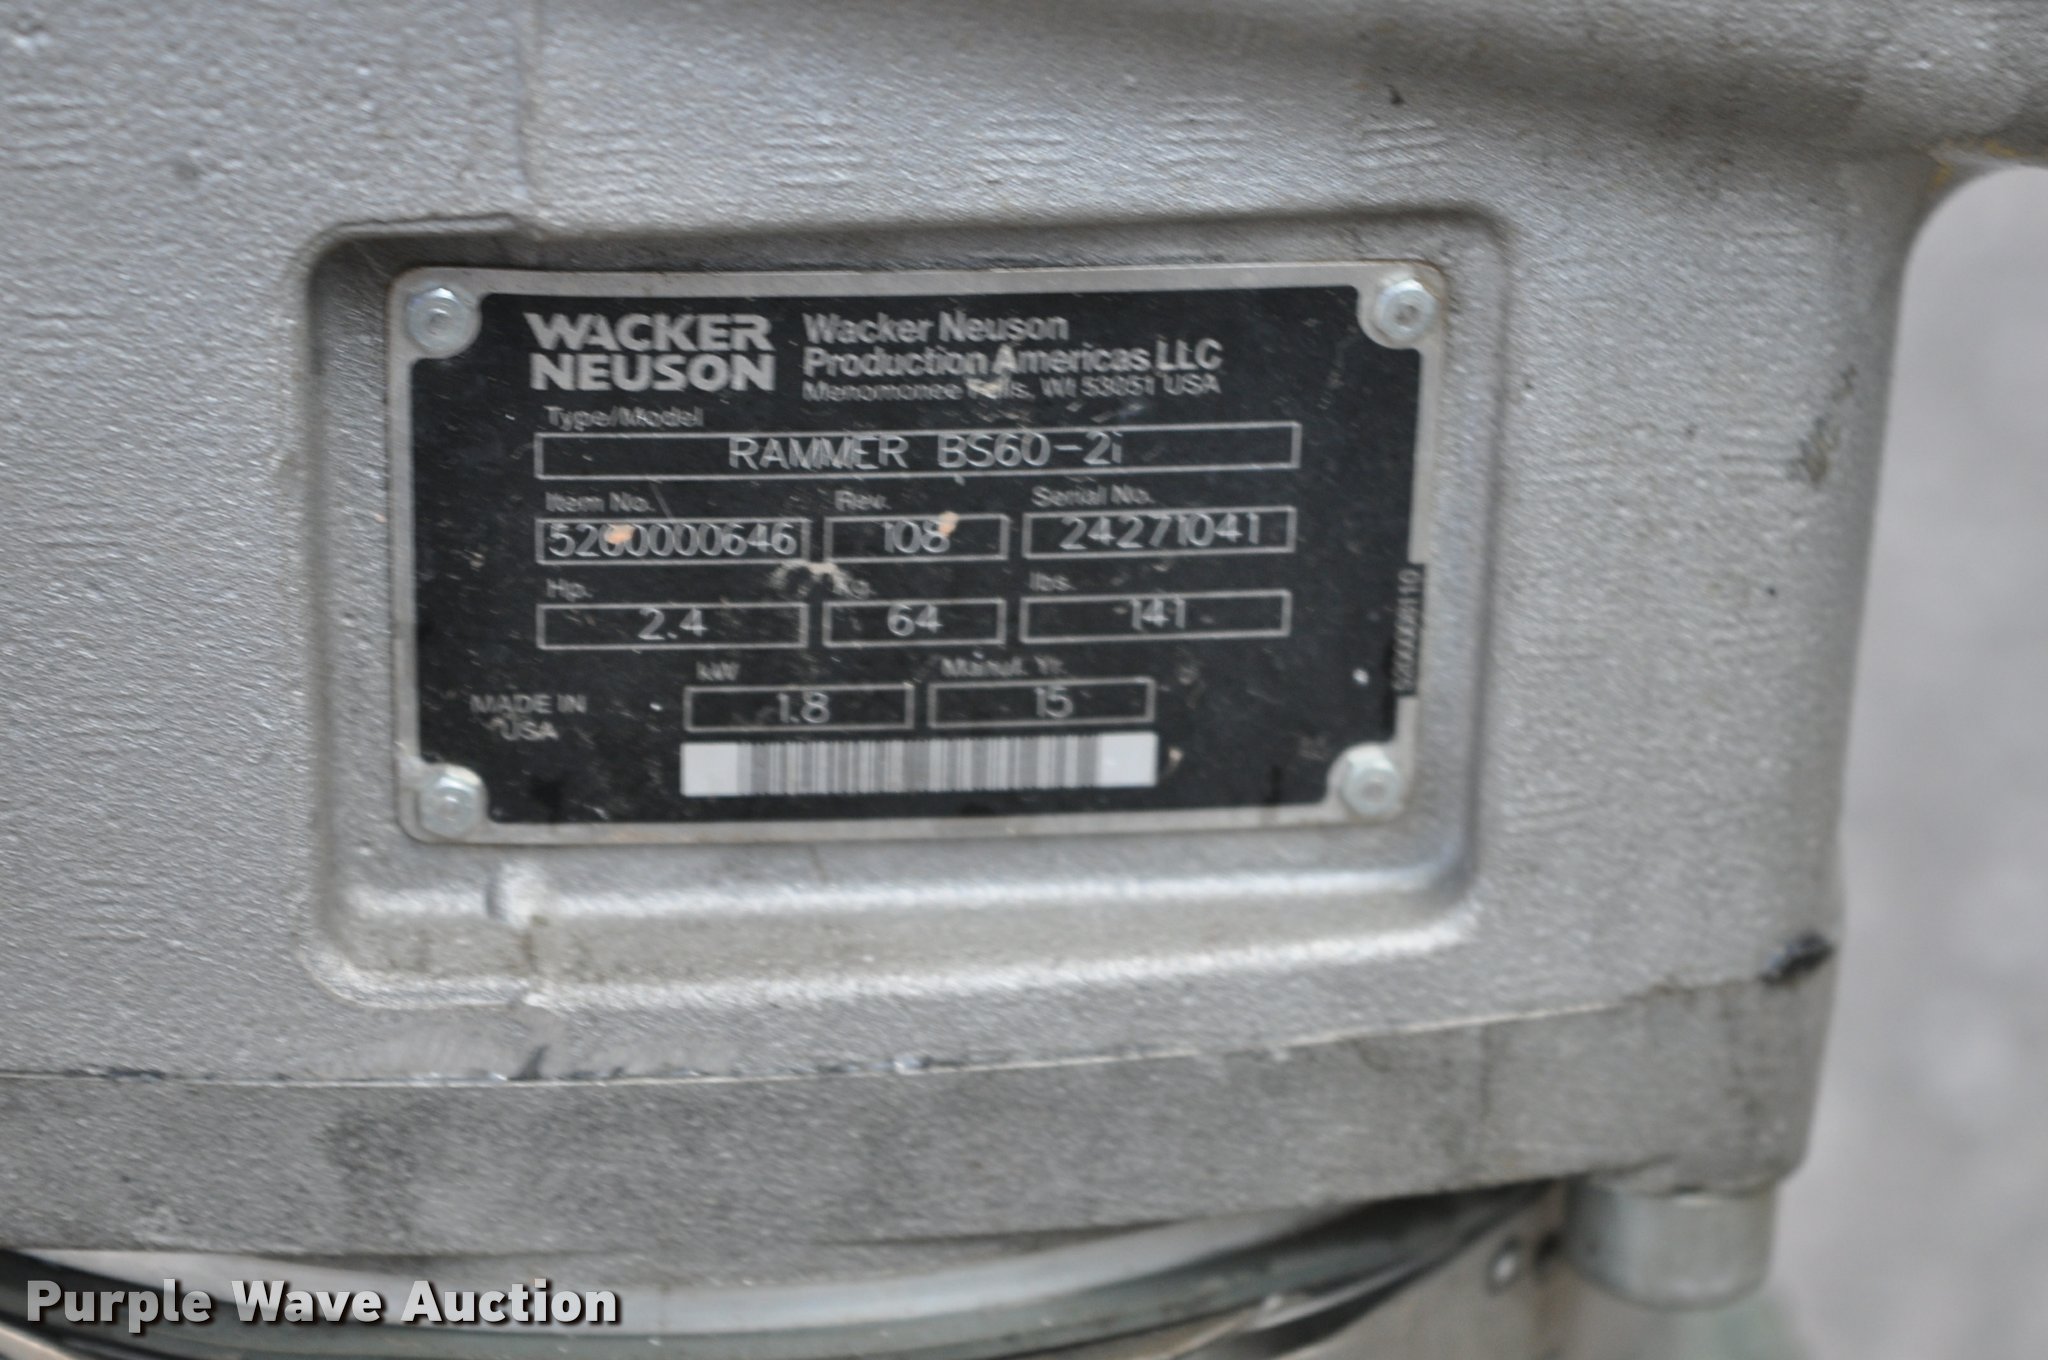 WACKER
NEUSON
Wacker Neuson
Production Americas LLC
Menomonee Falls, WI 53051 USA
Type/Model
RAMMER BS60-2i
Item No. Rev. Serial No.
5200000646 108 24271041
Hp. Kg. lbs.
2.4 64 141
kW Manuf. Yr.
1.8 15
MADE IN
USA
Purple Wave Auction